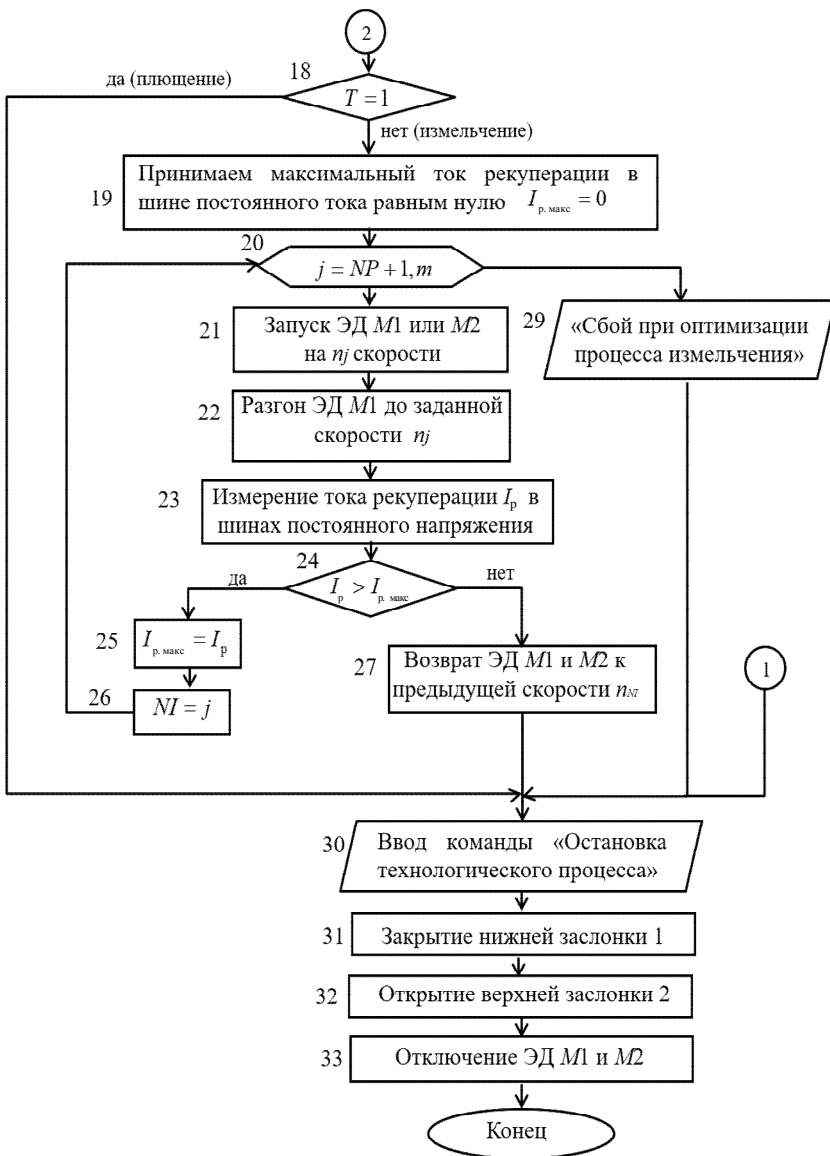 2
да (плющение)
18
T = 1
нет (измельчение)
19
Принимаем максимальный ток рекуперации в
шине постоянного тока равным нулю I р. макс = 0
20
j = NP + 1, m
21
Запуск ЭД M1 или M2
на nj скорости
29
«Сбой при оптимизации
процесса измельчения»
22
Разгон ЭД M1 до заданной
скорости nj
23
Измерение тока рекуперации Iр в
шинах постоянного напряжения
24
да
Iр > Iр. макс
нет
25
Iр. макс = Iр
26
NI = j
27
Возврат ЭД M1 и M2 к
предыдущей скорости nNI
1
30
Ввод команды «Остановка
технологического процесса»
31
Закрытие нижней заслонки 1
32
Открытие верхней заслонки 2
33
Отключение ЭД M1 и M2
Конец